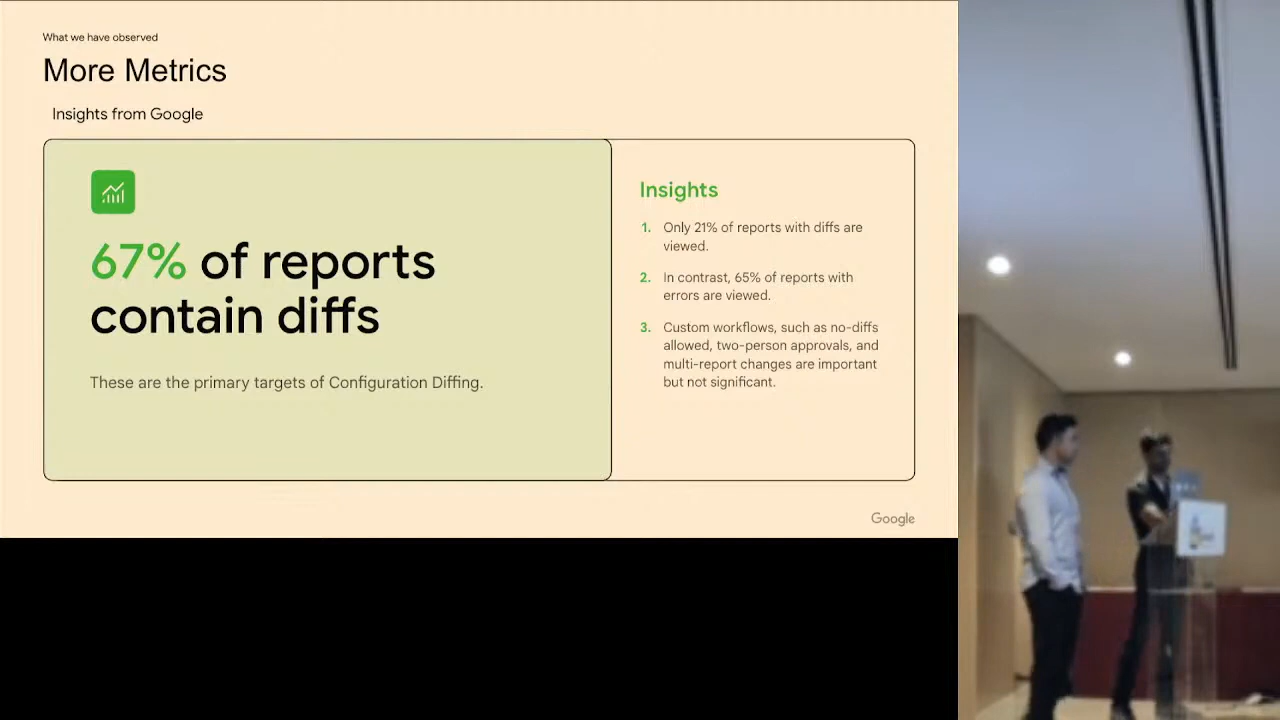 What we have observed
More Metrics
Insights from Google
67% of reports
contain diffs
These are the primary targets of Configuration Diffing.
Insights
1. Only 21% of reports with diffs are
viewed.
2. In contrast, 65% of reports with
errors are viewed.
3. Custom workflows, such as no-diffs
allowed, two-person approvals, and
multi-report changes are important
but not significant.
Google